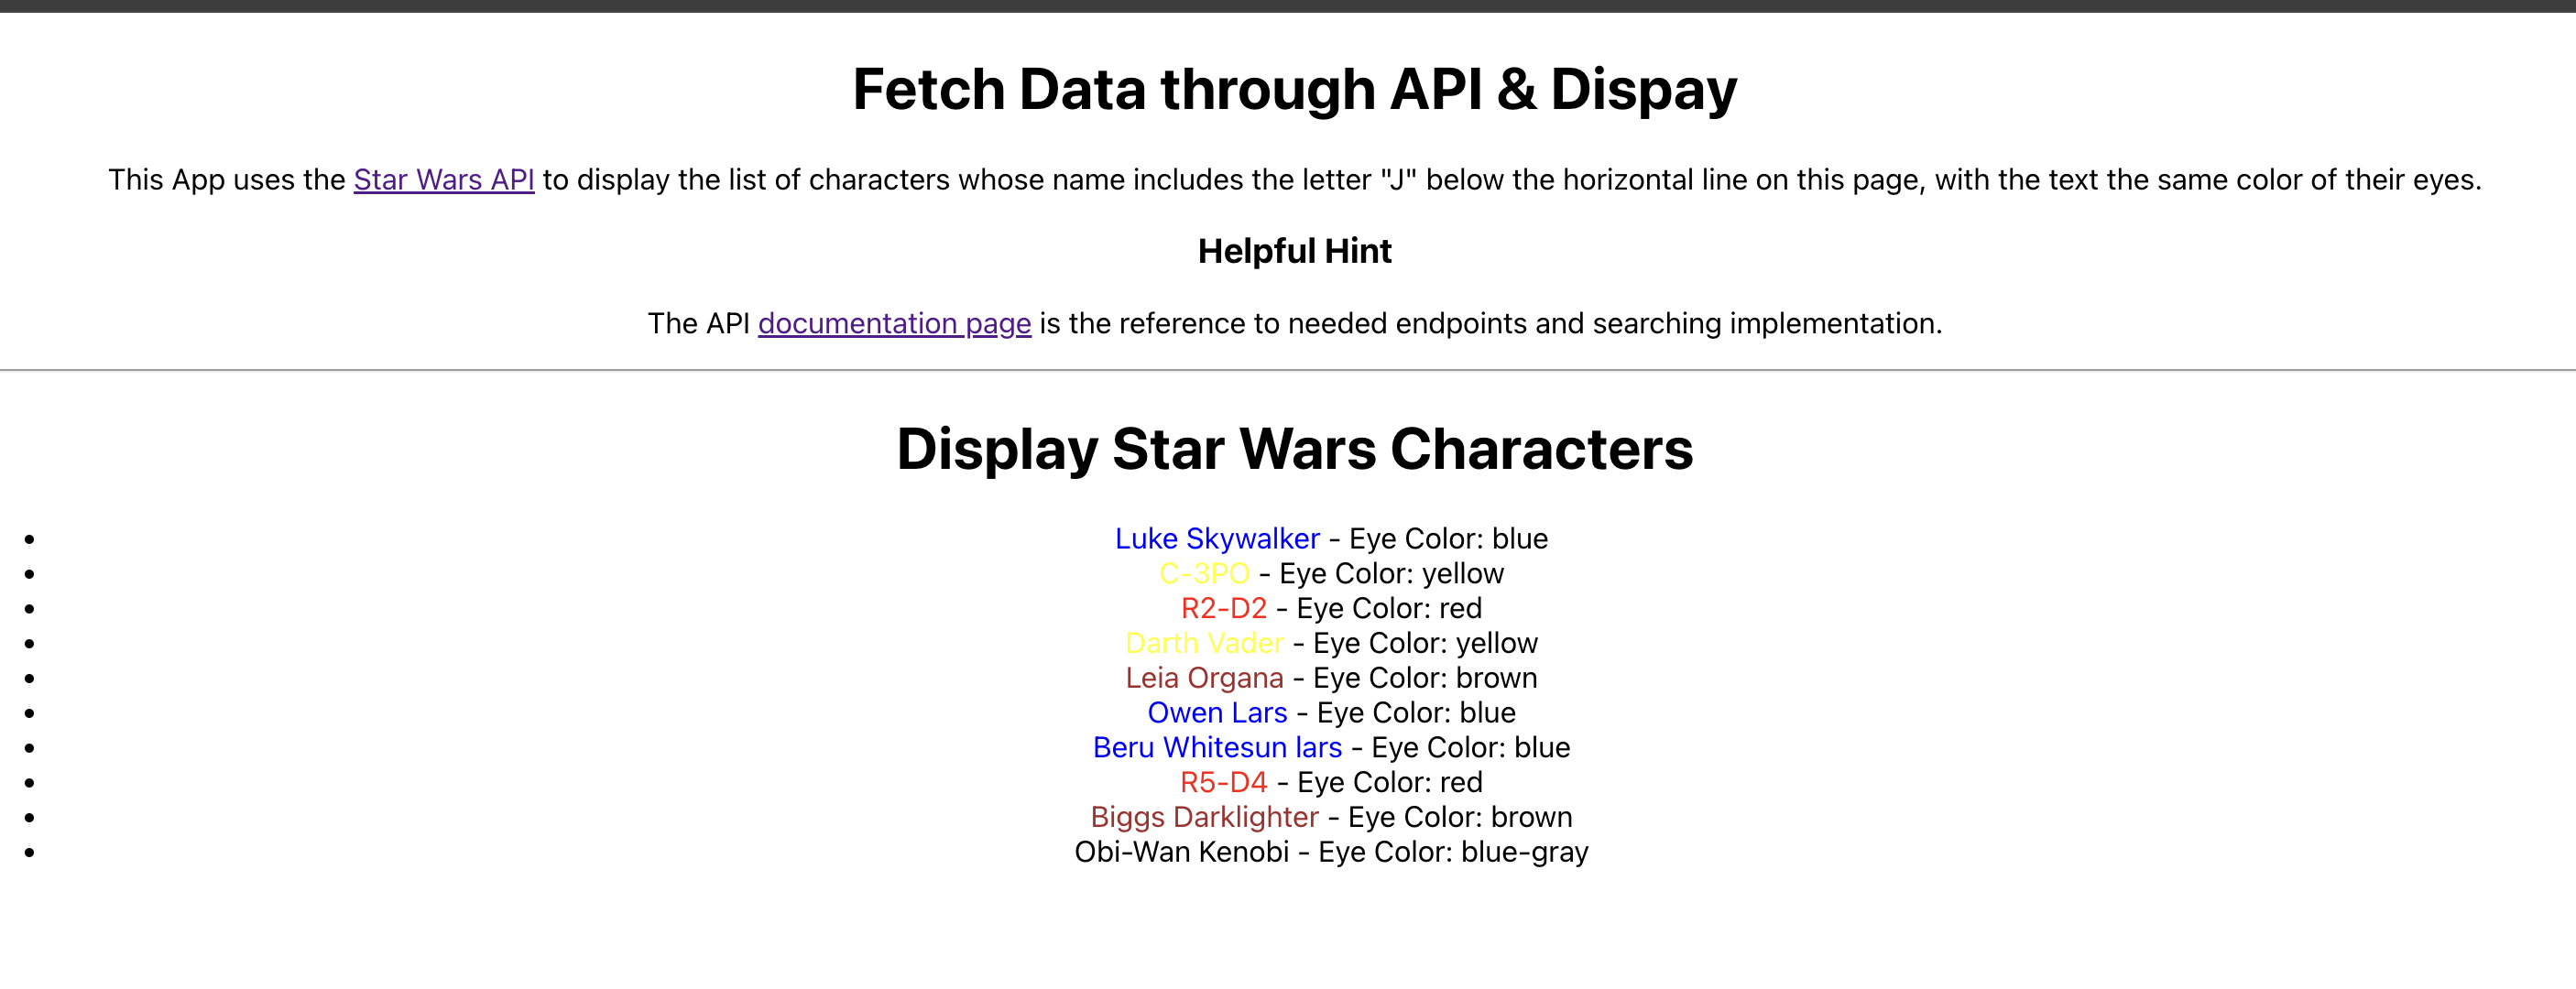 Fetch Data through API & Dispay
This App uses the Star Wars API to display the list of characters whose name includes the letter "J" below the horizontal line on this page, with the text the same color of their eyes.
Helpful Hint
The API documentation page is the reference to needed endpoints and searching implementation.
Display Star Wars Characters
• Luke Skywalker - Eye Color: blue
• C-3PO - Eye Color: yellow
• R2-D2 - Eye Color: red
• Darth Vader - Eye Color: yellow
• Leia Organa - Eye Color: brown
• Owen Lars - Eye Color: blue
• Beru Whitesun lars - Eye Color: blue
• R5-D4 - Eye Color: red
• Biggs Darklighter - Eye Color: brown
• Obi-Wan Kenobi - Eye Color: blue-gray